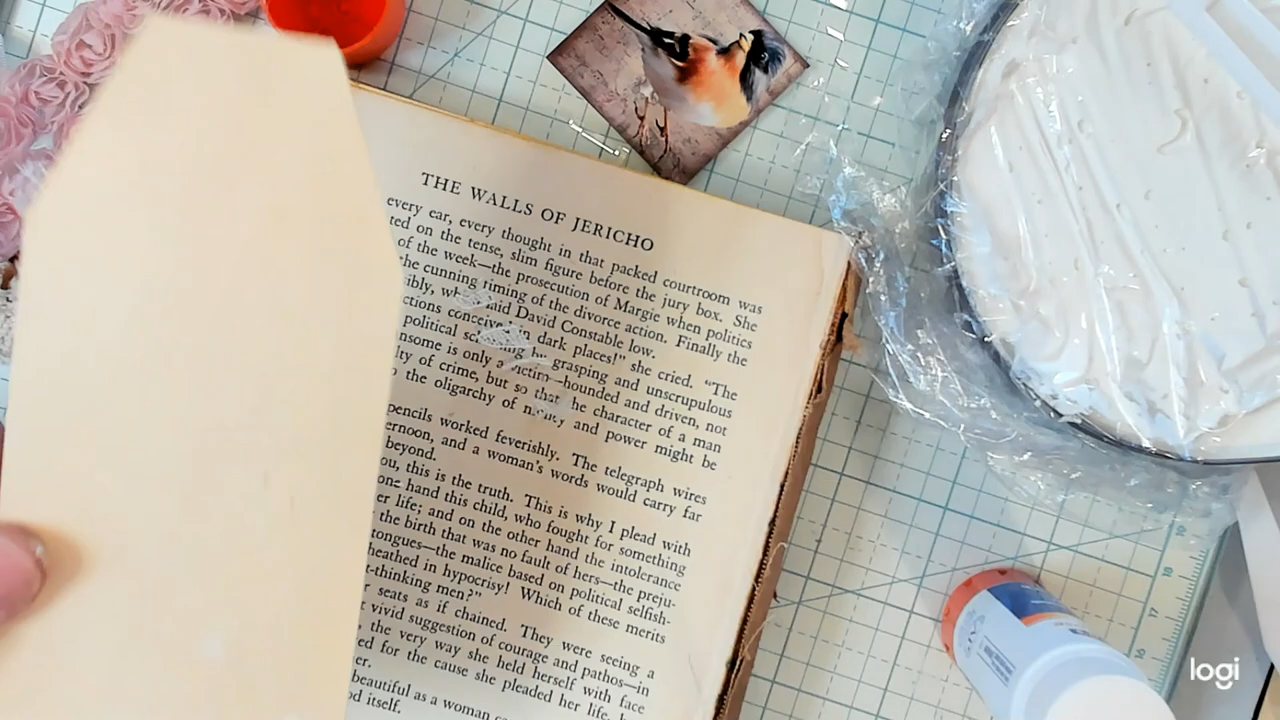 THE WALLS OF JERICHO
every ear, every thought in that packed courtroom was
ted on the tense, slim figure before the jury box. She
of the week—the prosecution of Margie when politics
the cunning timing of the divorce action. Finally the
ibly, said David Constable low.
ctions in dark places!" she cried. "The
political by grasping and unscrupulous
nsome is only a victim—hounded and driven, not
lty of crime, but so that the character of a man
the oligarchy of and power might be
pencils worked feverishly. The telegraph wires
ernoon, and a woman's words would carry far
beyond.
ou, this is the truth. This is why I plead with
one hand this child, who fought for something
er life; and on the other hand the intolerance
the birth that was no fault of hers—the preju-
tongues—the malice based on political selfish-
heathed in hypocrisy! Which of these merits
t-thinking men?"
seats as if chained. They were seeing a
vivid suggestion of courage and pathos—in
the very way she held herself with face
ed for the cause she pleaded her life,
er.
beautiful as a woman
d itself.
18
17
16
logi